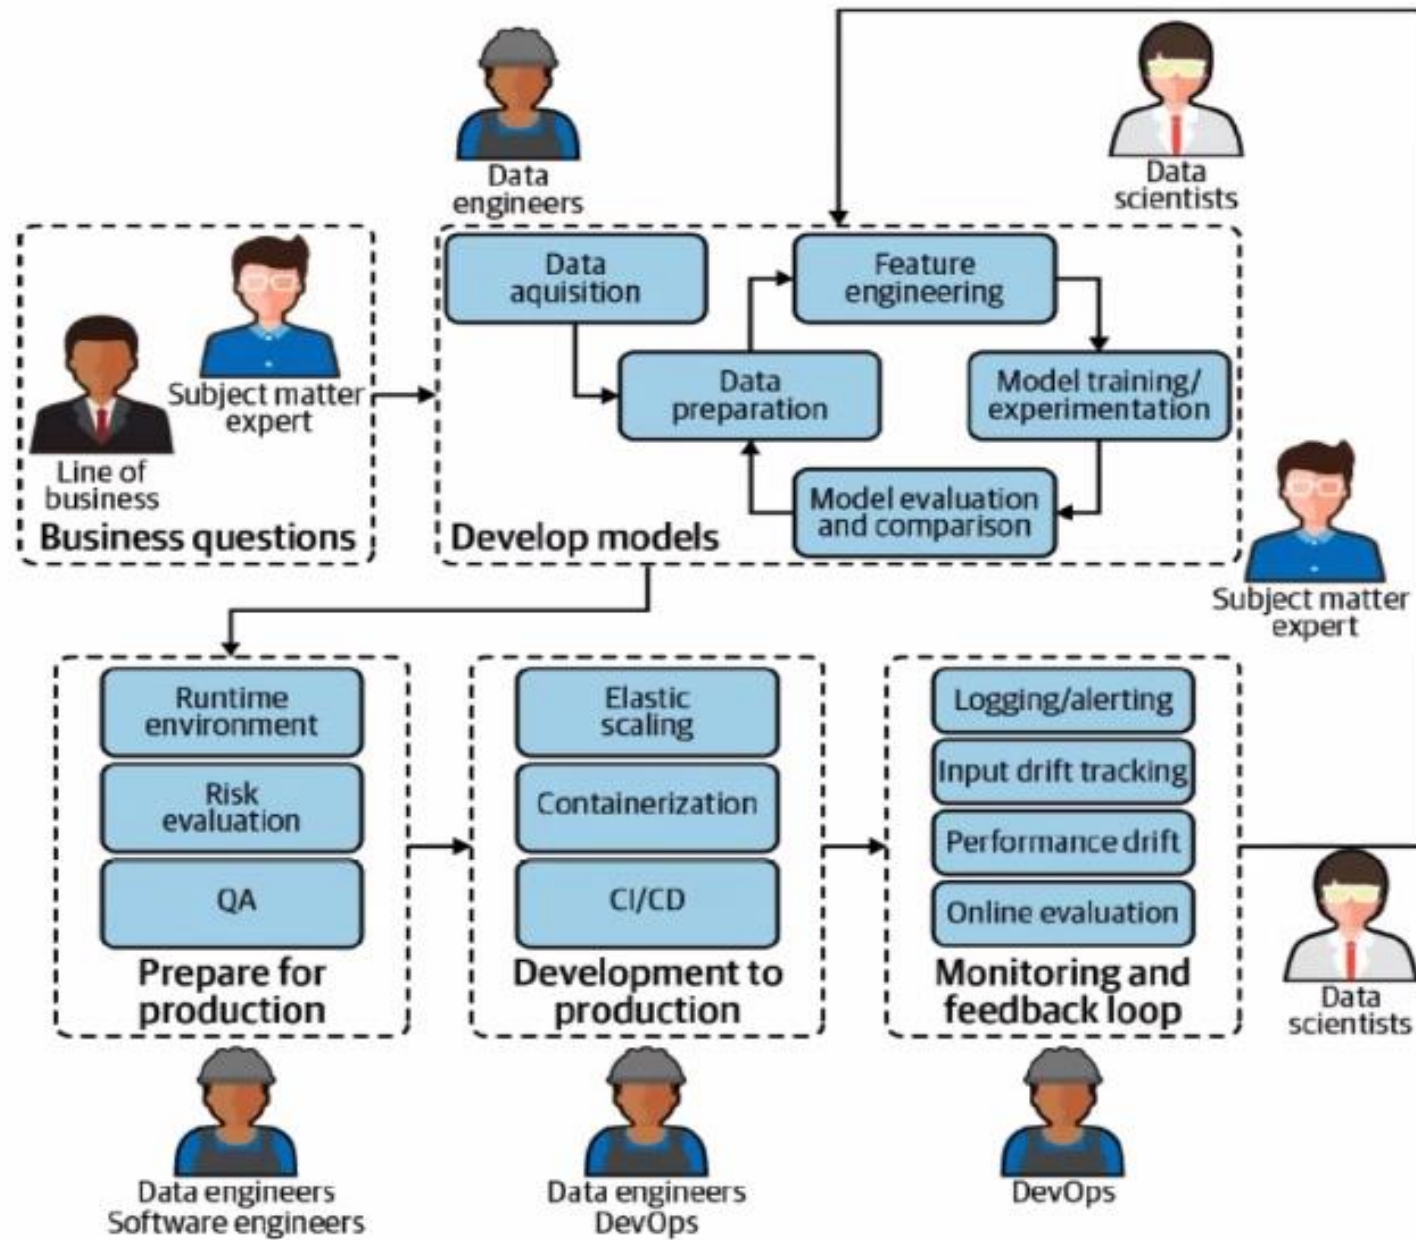 Data
engineers
Data
scientists
Line of
business
Subject matter
expert
Business questions
Data
aquisition
Feature
engineering
Data
preparation
Model training/
experimentation
Model evaluation
and comparison
Develop models
Subject matter
expert
Runtime
environment
Risk
evaluation
QA
Prepare for
production
Data engineers
Software engineers
Elastic
scaling
Containerization
CI/CD
Development to
production
Data engineers
DevOps
Logging/alerting
Input drift tracking
Performance drift
Online evaluation
Monitoring and
feedback loop
DevOps
Data
scientists